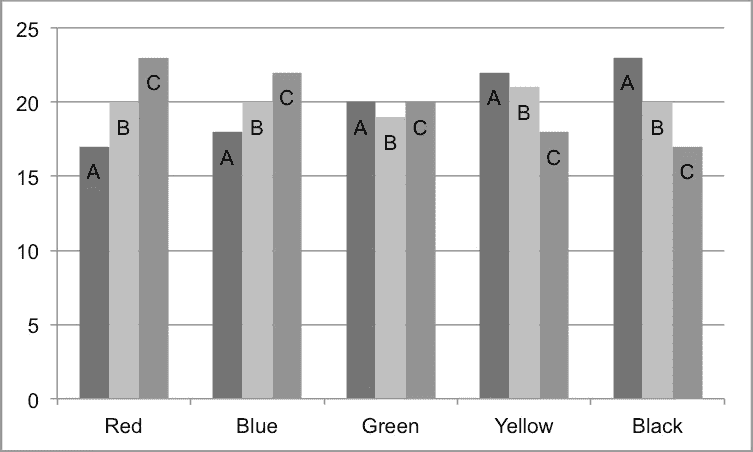 25
20
15
10
5
0
A B C
A B C
A B C
A B C
A B C
Red Blue Green Yellow Black